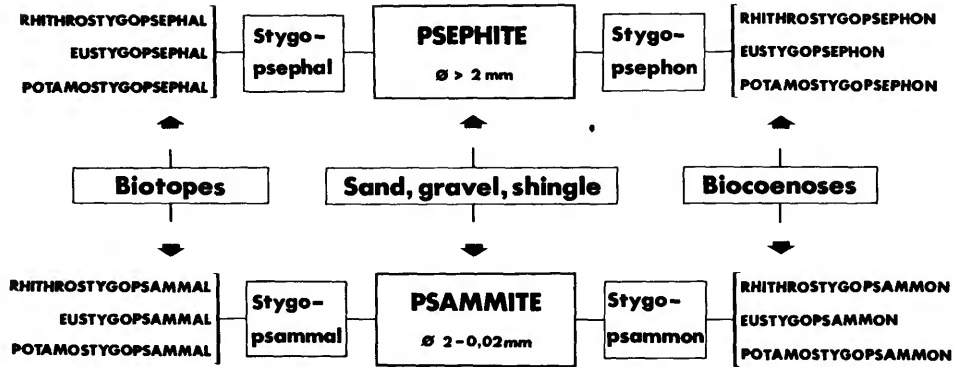 RHITHROSTYGOPSEPHAL
EUSTYGOPSEPHAL
POTAMOSTYGOPSEPHAL
Stygo-
psephal
PSEPHITE
Ø > 2 mm
Stygo-
psephon
RHITHROSTYGOPSEPHON
EUSTYGOPSEPHON
POTAMOSTYGOPSEPHON
Biotopes
Sand, gravel, shingle
Biocoenoses
RHITHROSTYGOPSAMMAL
EUSTYGOPSAMMAL
POTAMOSTYGOPSAMMAL
Stygo-
psammal
PSAMMITE
Ø 2-0,02mm
Stygo-
psammon
RHITHROSTYGOPSAMMON
EUSTYGOPSAMMON
POTAMOSTYGOPSAMMON